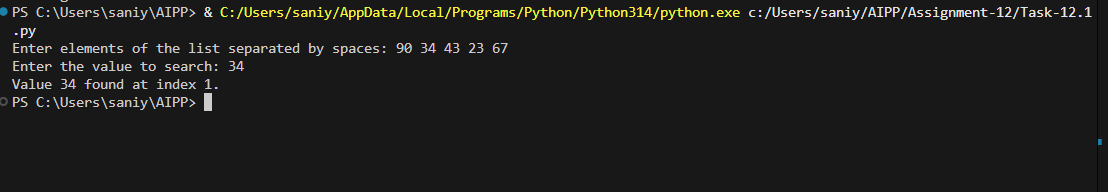 PS C:\Users\saniy\AIPP> & C:/Users/saniy/AppData/Local/Programs/Python/Python314/python.exe c:/Users/saniy/AIPP/Assignment-12/Task-12.1
.py
Enter elements of the list separated by spaces: 90 34 43 23 67
Enter the value to search: 34
Value 34 found at index 1.
PS C:\Users\saniy\AIPP>